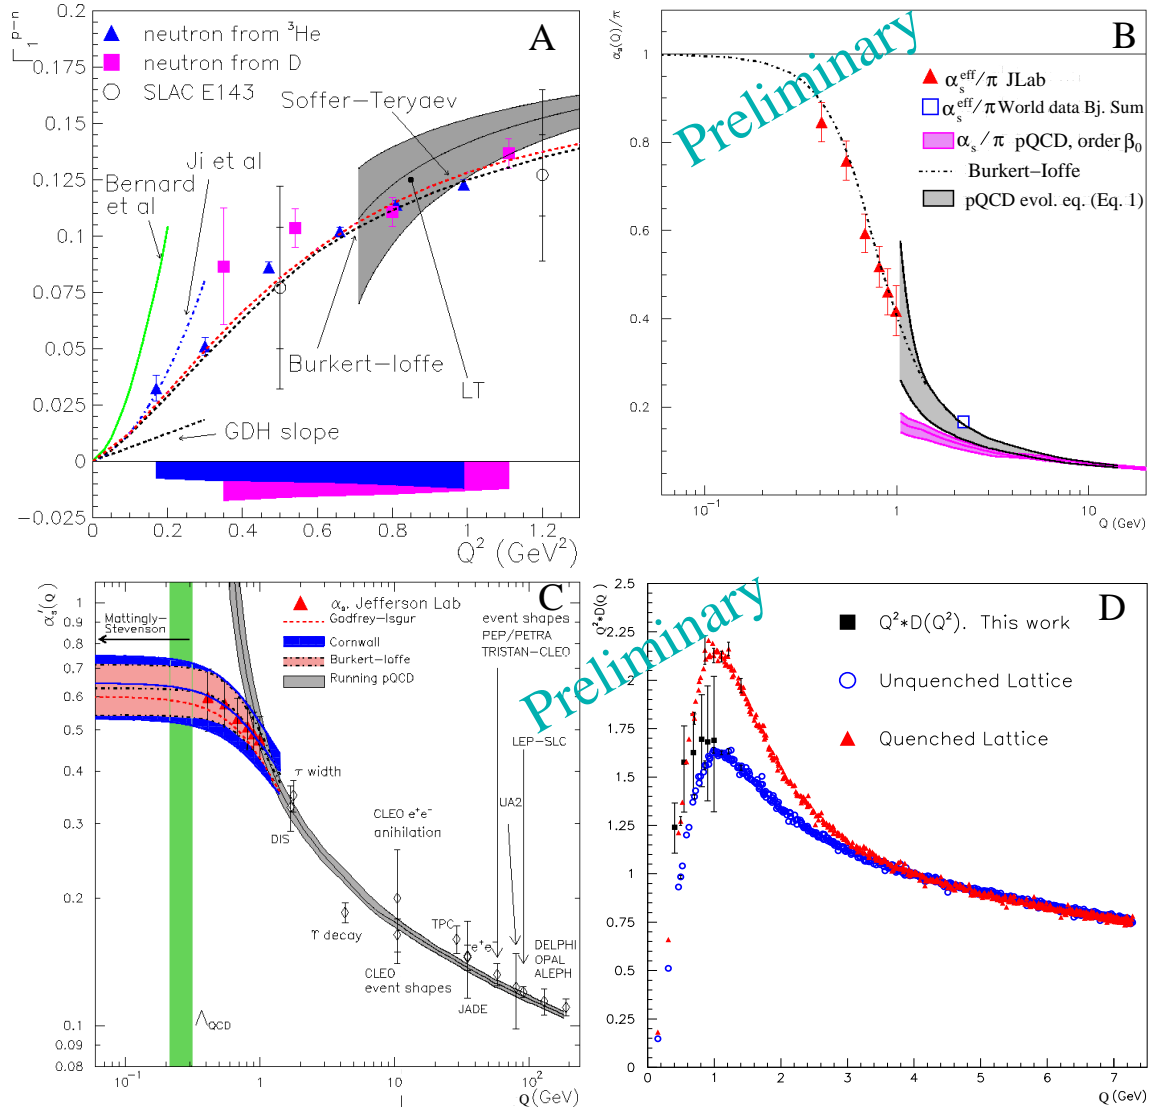 A
Γ₁ᵖ⁻ⁿ
neutron from ³He
neutron from D
SLAC E143
Soffer-Teryaev
Ji et al
Bernard
et al
Burkert-Ioffe
LT
GDH slope
0.2
0.175
0.15
0.125
0.1
0.075
0.05
0.025
0
-0.025
0 0.2 0.4 0.6 0.8 1 1.2
Q² (GeV²)
B
αₛ(Q)/π
Preliminary
αₛᵉᶠᶠ/π JLab
αₛᵉᶠᶠ/π World data Bj. Sum
αₛ/π pQCD, order β₀
Burkert-Ioffe
pQCD evol. eq. (Eq. 1)
1
0.8
0.6
0.4
0.2
10⁻¹ 1 10
Q (GeV)
C
αₛ'(Q)
Mattingly-
Stevenson
αₛ, Jefferson Lab
Godfrey-Isgur
Cornwall
Burkert-Ioffe
Running pQCD
event shapes
PEP/PETRA
TRISTAN-CLEO
LEP-SLC
UA2
τ width
CLEO e⁺e⁻
anihilation
DIS
ϒ decay
CLEO
event shapes
TPC
e⁺e⁻
JADE
DELPHI
OPAL
ALEPH
Λ_QCD
1
0.9
0.8
0.7
0.6
0.5
0.4
0.3
0.2
0.1
0.09
0.08
10⁻¹ 1 10 10²
Q (GeV)
D
Q²*D(Q)
Preliminary
Q²*D(Q²). This work
Unquenched Lattice
Quenched Lattice
2.5
2.25
2
1.75
1.5
1.25
1
0.75
0.5
0.25
0
0 1 2 3 4 5 6 7
Q (GeV)